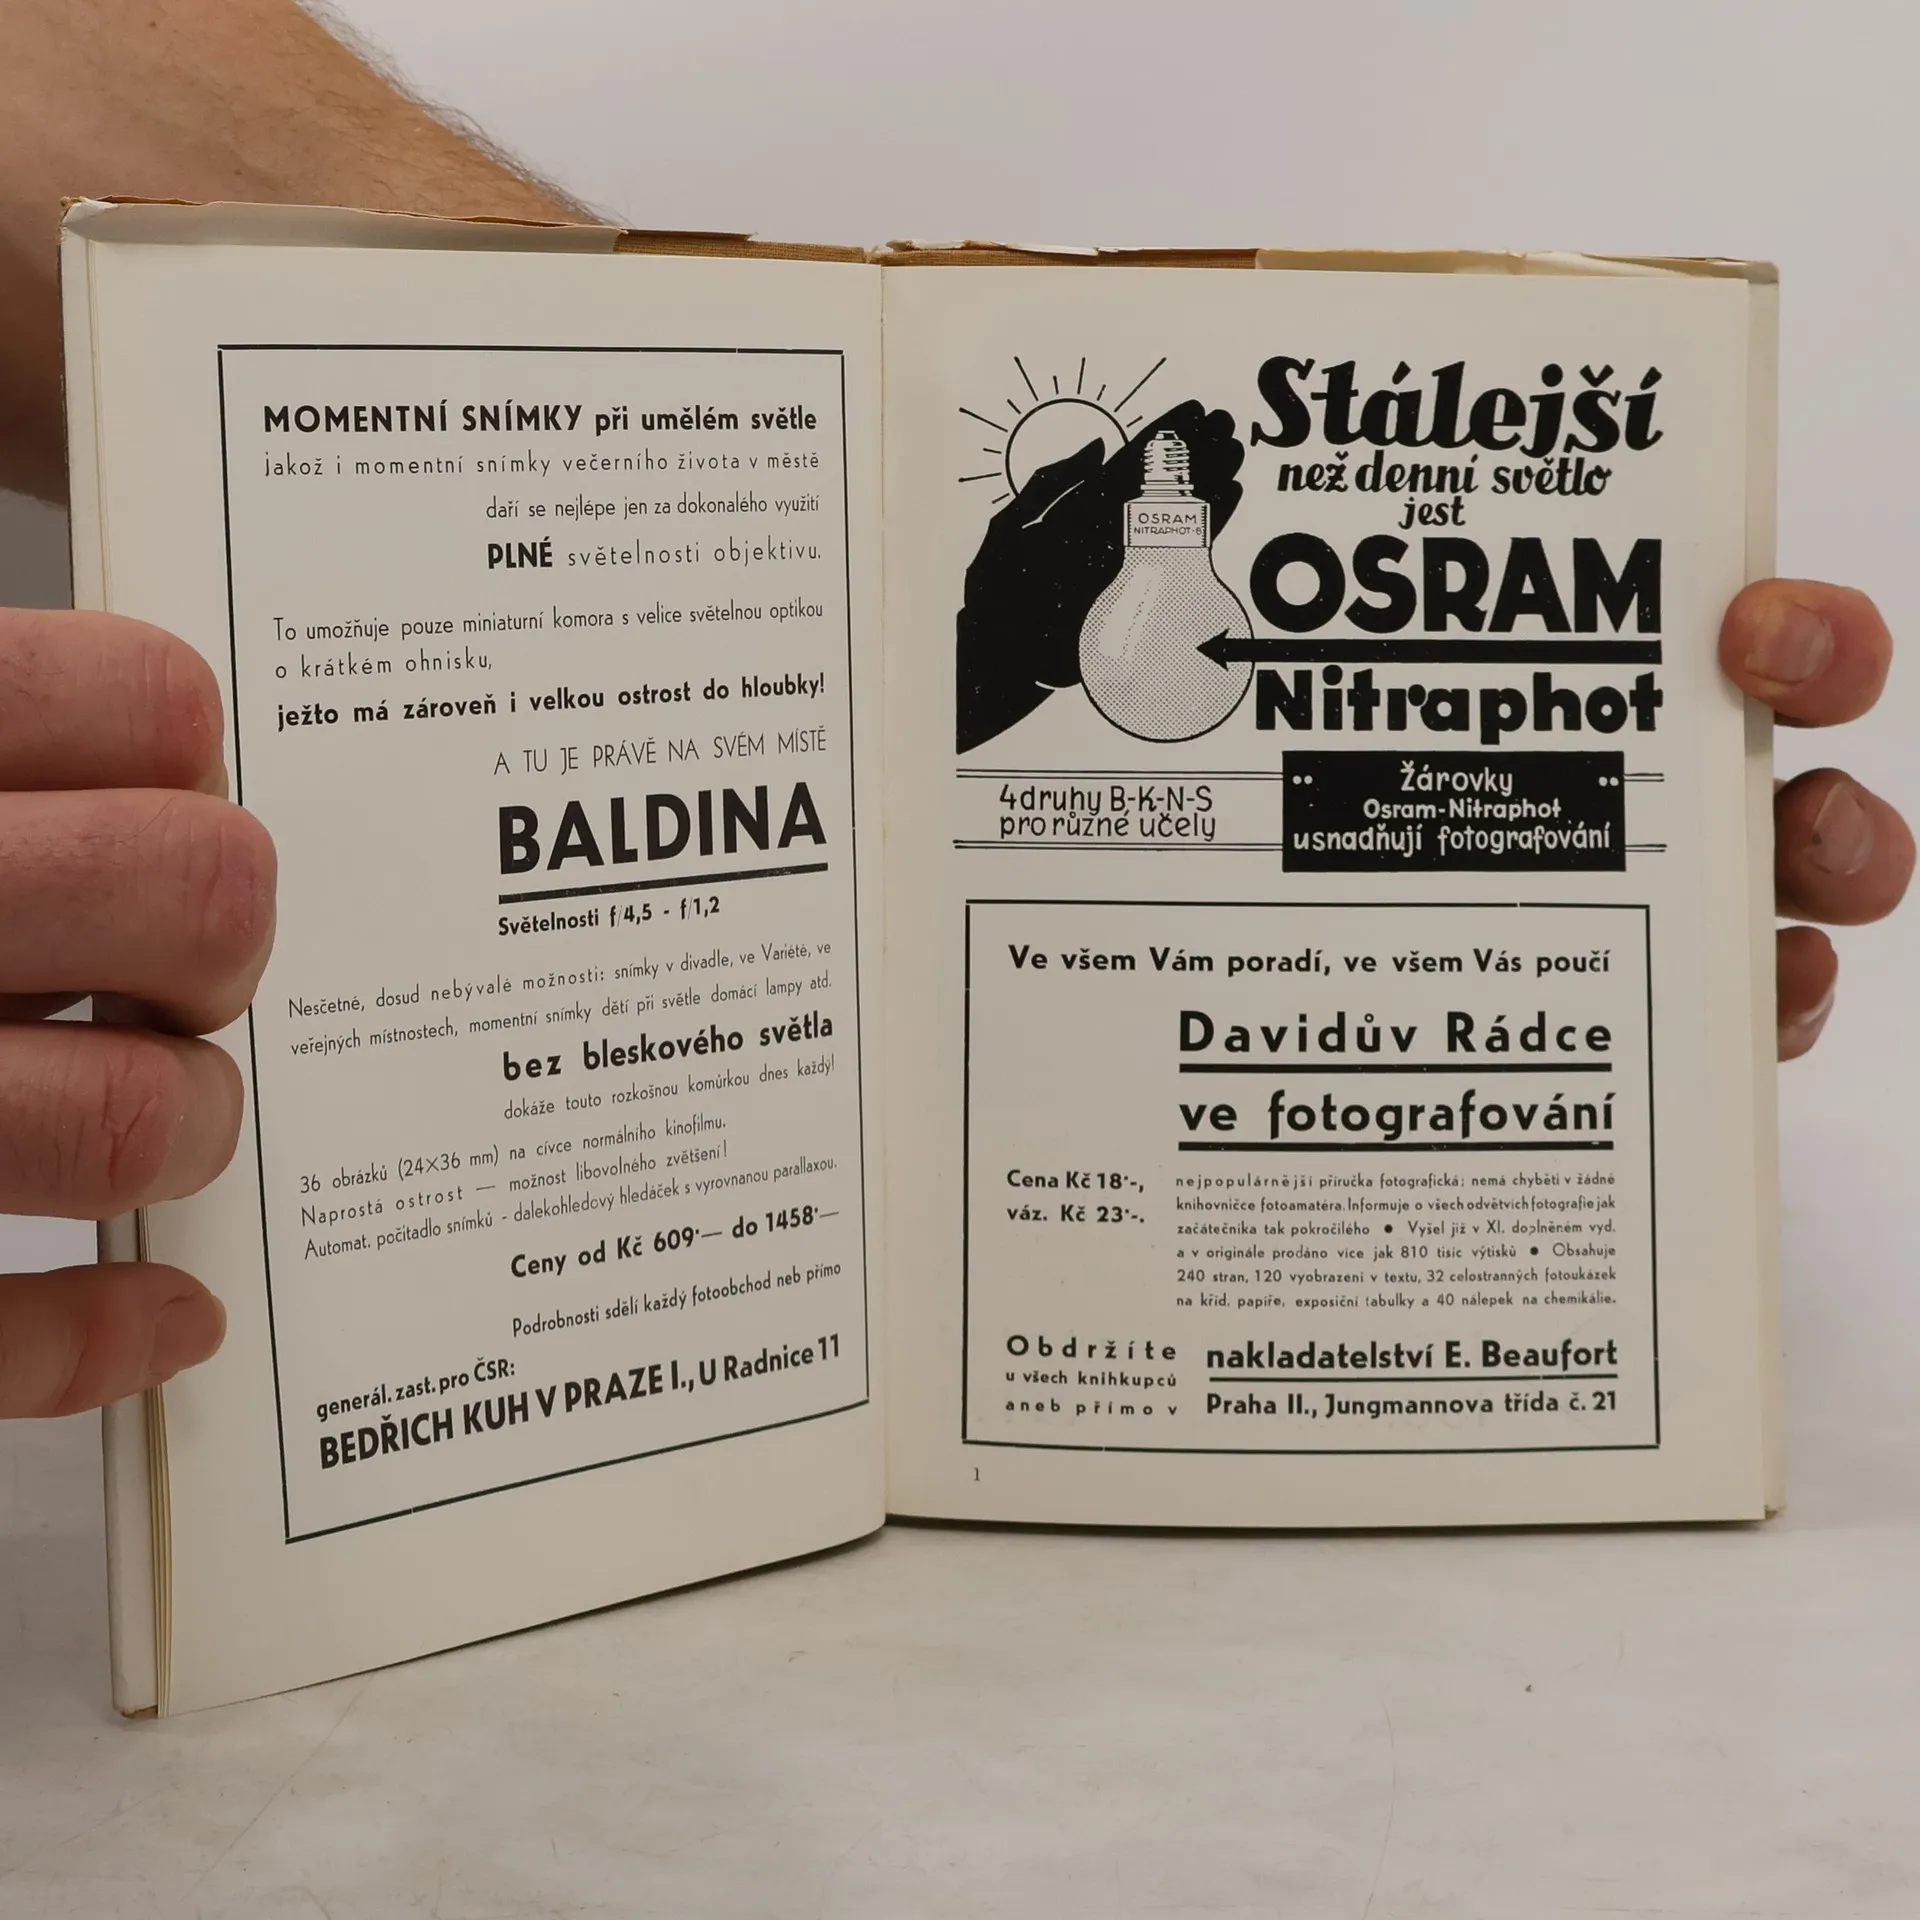 MOMENTNÍ SNÍMKY při umělém světle
jakož i momentní snímky večerního života v městě
daří se nejlépe jen za dokonalého využití
PLNÉ světelnosti objektivu.
To umožňuje pouze miniaturní komora s velice světelnou optikou
o krátkém ohnisku,
ježto má zároveň i velkou ostrost do hloubky!
A TU JE PRÁVĚ NA SVÉM MÍSTĚ
BALDINA
Světelnosti f/4,5 - f/1,2
Nesčetné, dosud nebývalé možnosti: snímky v divadle, ve Variété, ve
veřejných místnostech, momentní snímky dětí při světle domácí lampy atd.
bez bleskového světla
dokáže touto rozkošnou komůrkou dnes každý!
36 obrázků (24×36 mm) na cívce normálního kinofilmu.
Naprostá ostrost — možnost libovolného zvětšení!
Automat. počítadlo snímků - dalekohledový hledáček s vyrovnanou parallaxou.
Ceny od Kč 609·— do 1458·—
Podrobnosti sdělí každý fotoobchod neb přímo
generál. zast. pro ČSR:
BEDŘICH KUH V PRAZE I., U Radnice 11
Stálejší
než denní světlo
jest
OSRAM
NITRAPHOT-B
OSRAM
Nitraphot
4 druhy B-K-N-S
pro různé účely
Žárovky
Osram-Nitraphot
usnadňují fotografování
Ve všem Vám poradí, ve všem Vás poučí
Davidův Rádce
ve fotografování
Cena Kč 18·-,
váz. Kč 23·-.
nejpopulárnější příručka fotografická; nemá chyběti v žádné
knihovničce fotoamatéra. Informuje o všech odvětvích fotografie jak
začátečníka tak pokročilého ● Vyšel již v XI. doplněném vyd.
a v originále prodáno více jak 810 tisíc výtisků ● Obsahuje
240 stran, 120 vyobrazení v textu, 32 celostranných fotoukázek
na kříd. papíře, exposiční tabulky a 40 nálepek na chemikálie.
Obdržíte
u všech knihkupců
aneb přímo v
nakladatelství E. Beaufort
Praha II., Jungmannova třída č. 21
1